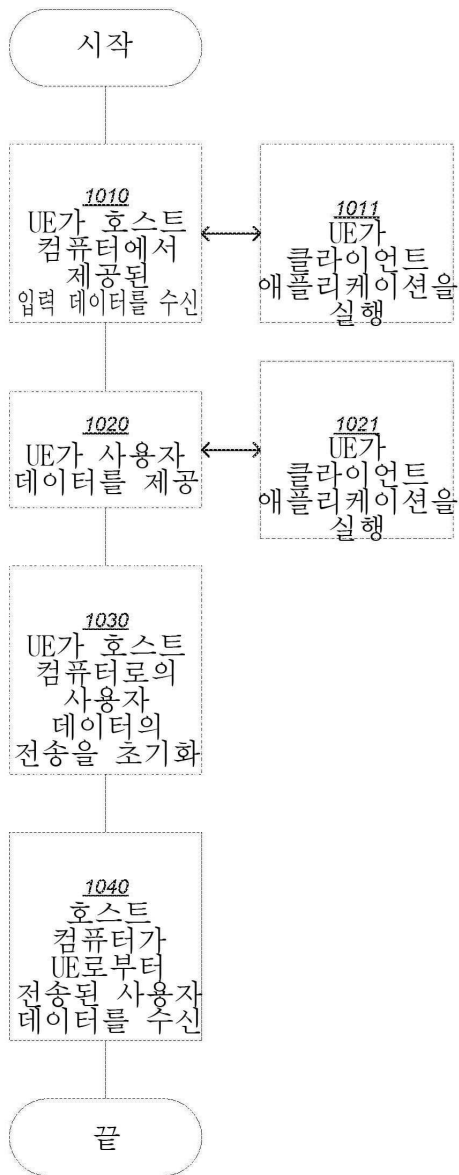 시작
1010
UE가 호스트
컴퓨터에서
제공된
입력 데이터를 수신
1011
UE가
클라이언트
애플리케이션을
실행
1020
UE가 사용자
데이터를 제공
1021
UE가
클라이언트
애플리케이션을
실행
1030
UE가 호스트
컴퓨터로의
사용자
데이터의
전송을 초기화
1040
호스트
컴퓨터가
UE로부터
전송된 사용자
데이터를 수신
끝